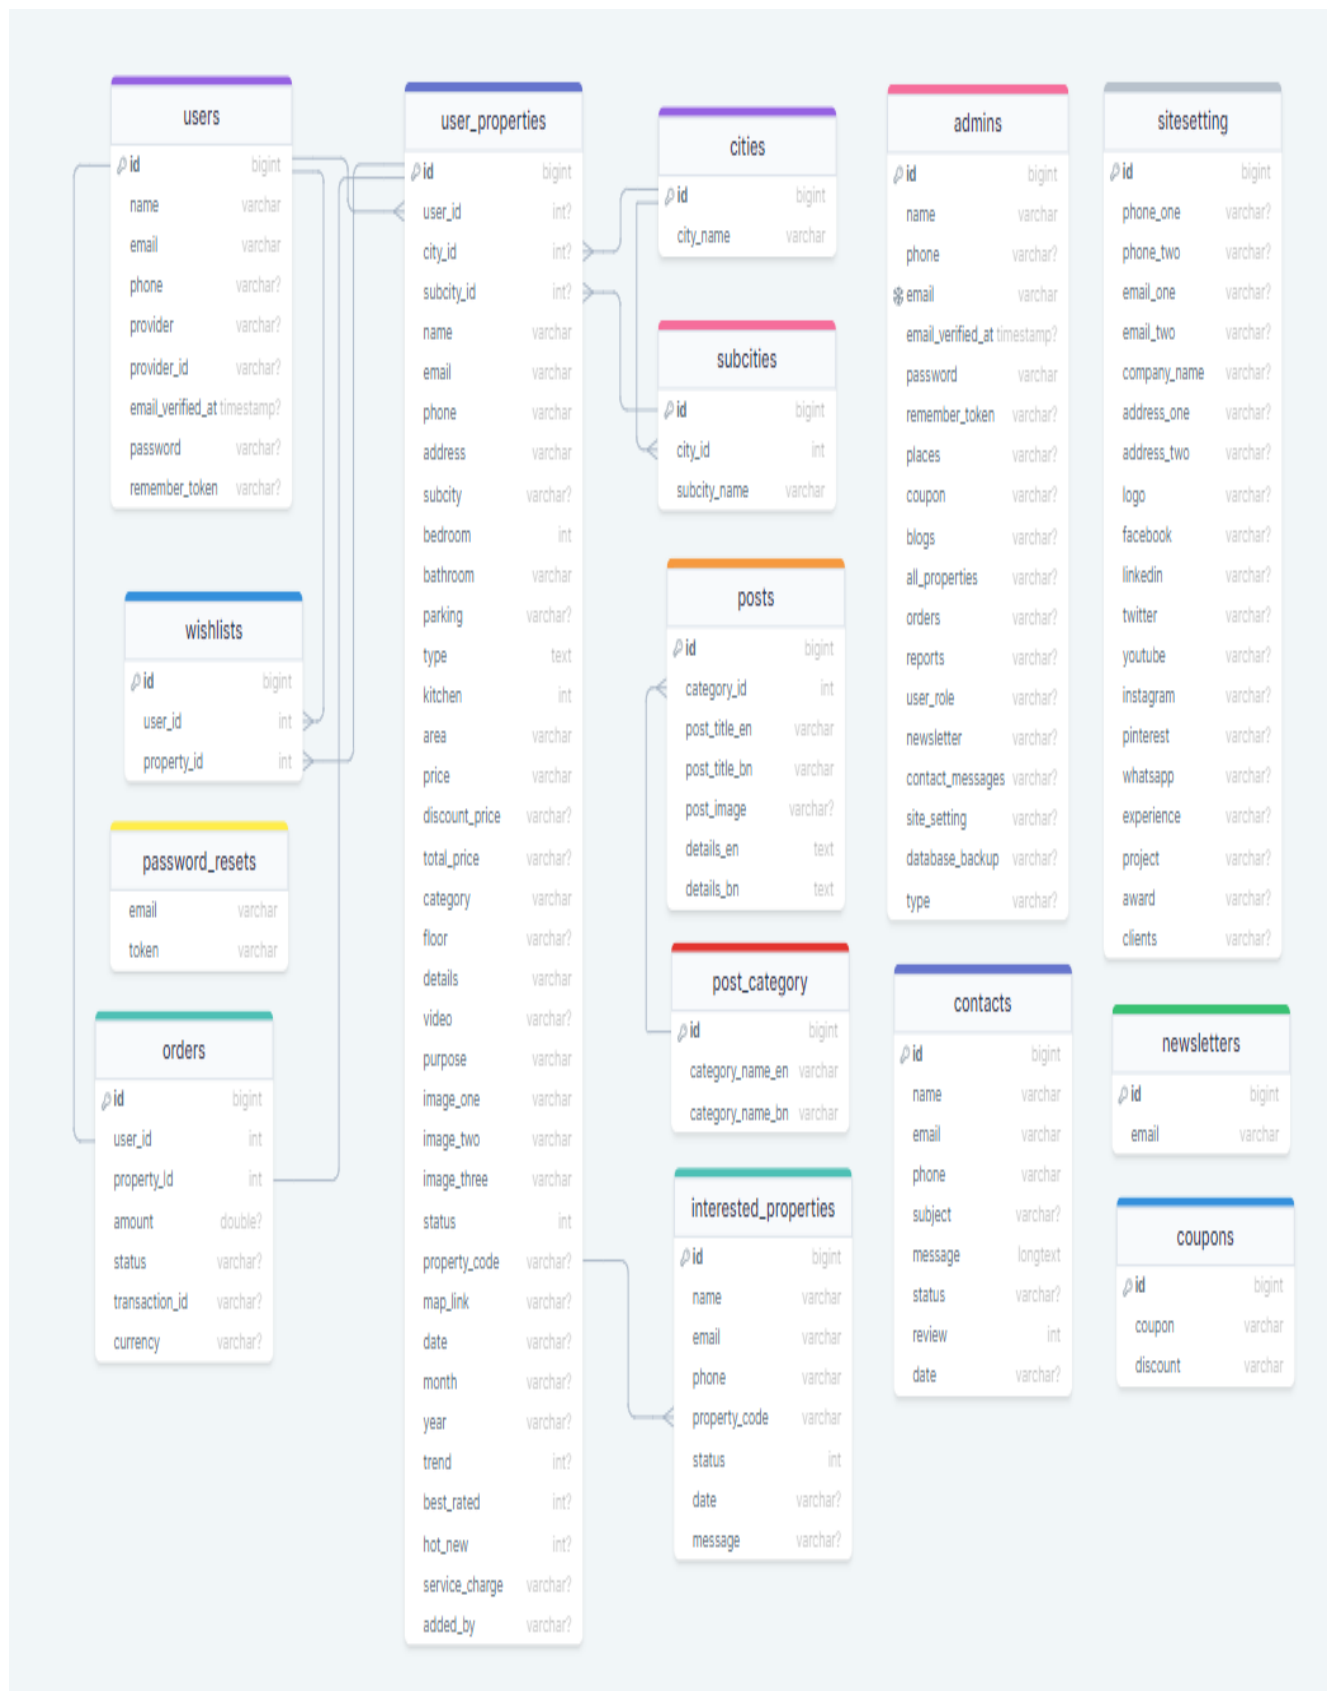 users
id bigint
name varchar
email varchar
phone varchar?
provider varchar?
provider_id varchar?
email_verified_at timestamp?
password varchar?
remember_token varchar?
wishlists
id bigint
user_id int
property_id int
password_resets
email varchar
token varchar
orders
id bigint
user_id int
property_Id int
amount double?
status varchar?
transaction_id varchar?
currency varchar?
user_properties
id bigint
user_id int?
city_id int?
subcity_id int?
name varchar
email varchar
phone varchar
address varchar
subcity varchar?
bedroom int
bathroom varchar
parking varchar?
type text
kitchen int
area varchar
price varchar
discount_price varchar?
total_price varchar?
category varchar
floor varchar?
details varchar
video varchar?
purpose varchar
image_one varchar
image_two varchar
image_three varchar
status int
property_code varchar?
map_link varchar?
date varchar?
month varchar?
year varchar?
trend int?
best_rated int?
hot_new int?
service_charge varchar?
added_by varchar?
cities
id bigint
city_name varchar
subcities
id bigint
city_id int
subcity_name varchar
posts
id bigint
category_id int
post_title_en varchar
post_title_bn varchar
post_image varchar?
details_en text
details_bn text
post_category
id bigint
category_name_en varchar
category_name_bn varchar
interested_properties
id bigint
name varchar
email varchar
phone varchar
property_code varchar
status int
date varchar?
message varchar?
admins
id bigint
name varchar
phone varchar?
email varchar
email_verified_at timestamp?
password varchar
remember_token varchar?
places varchar?
coupon varchar?
blogs varchar?
all_properties varchar?
orders varchar?
reports varchar?
user_role varchar?
newsletter varchar?
contact_messages varchar?
site_setting varchar?
database_backup varchar?
type varchar?
contacts
id bigint
name varchar
email varchar
phone varchar
subject varchar?
message longtext
status varchar?
review int
date varchar?
sitesetting
id bigint
phone_one varchar?
phone_two varchar?
email_one varchar?
email_two varchar?
company_name varchar?
address_one varchar?
address_two varchar?
logo varchar?
facebook varchar?
linkedin varchar?
twitter varchar?
youtube varchar?
instagram varchar?
pinterest varchar?
whatsapp varchar?
experience varchar?
project varchar?
award varchar?
clients varchar?
newsletters
id bigint
email varchar
coupons
id bigint
coupon varchar
discount varchar